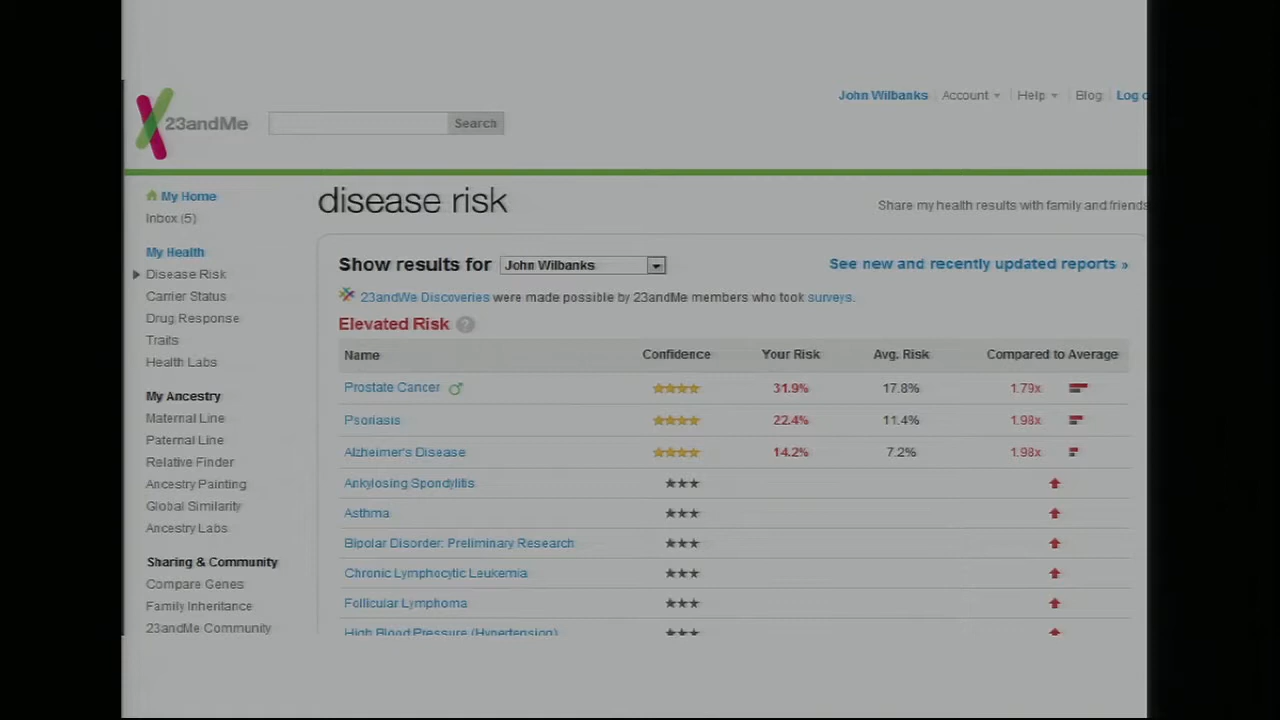 John Wilbanks Account Help Blog Log
23andMe Search
My Home
Inbox (5)
My Health
Disease Risk
Carrier Status
Drug Response
Traits
Health Labs
My Ancestry
Maternal Line
Paternal Line
Relative Finder
Ancestry Painting
Global Similarity
Ancestry Labs
Sharing & Community
Compare Genes
Family Inheritance
23andMe Community
disease risk
Share my health results with family and friends
Show results for John Wilbanks See new and recently updated reports »
23andWe Discoveries were made possible by 23andMe members who took surveys.
Elevated Risk ?
Name Confidence Your Risk Avg. Risk Compared to Average
Prostate Cancer ♂ ★★★★ 31.9% 17.8% 1.79x
Psoriasis ★★★★ 22.4% 11.4% 1.98x
Alzheimer's Disease ★★★★ 14.2% 7.2% 1.98x
Ankylosing Spondylitis ★★★
Asthma ★★★
Bipolar Disorder: Preliminary Research ★★★
Chronic Lymphocytic Leukemia ★★★
Follicular Lymphoma ★★★
High Blood Pressure (Hypertension) ★★★